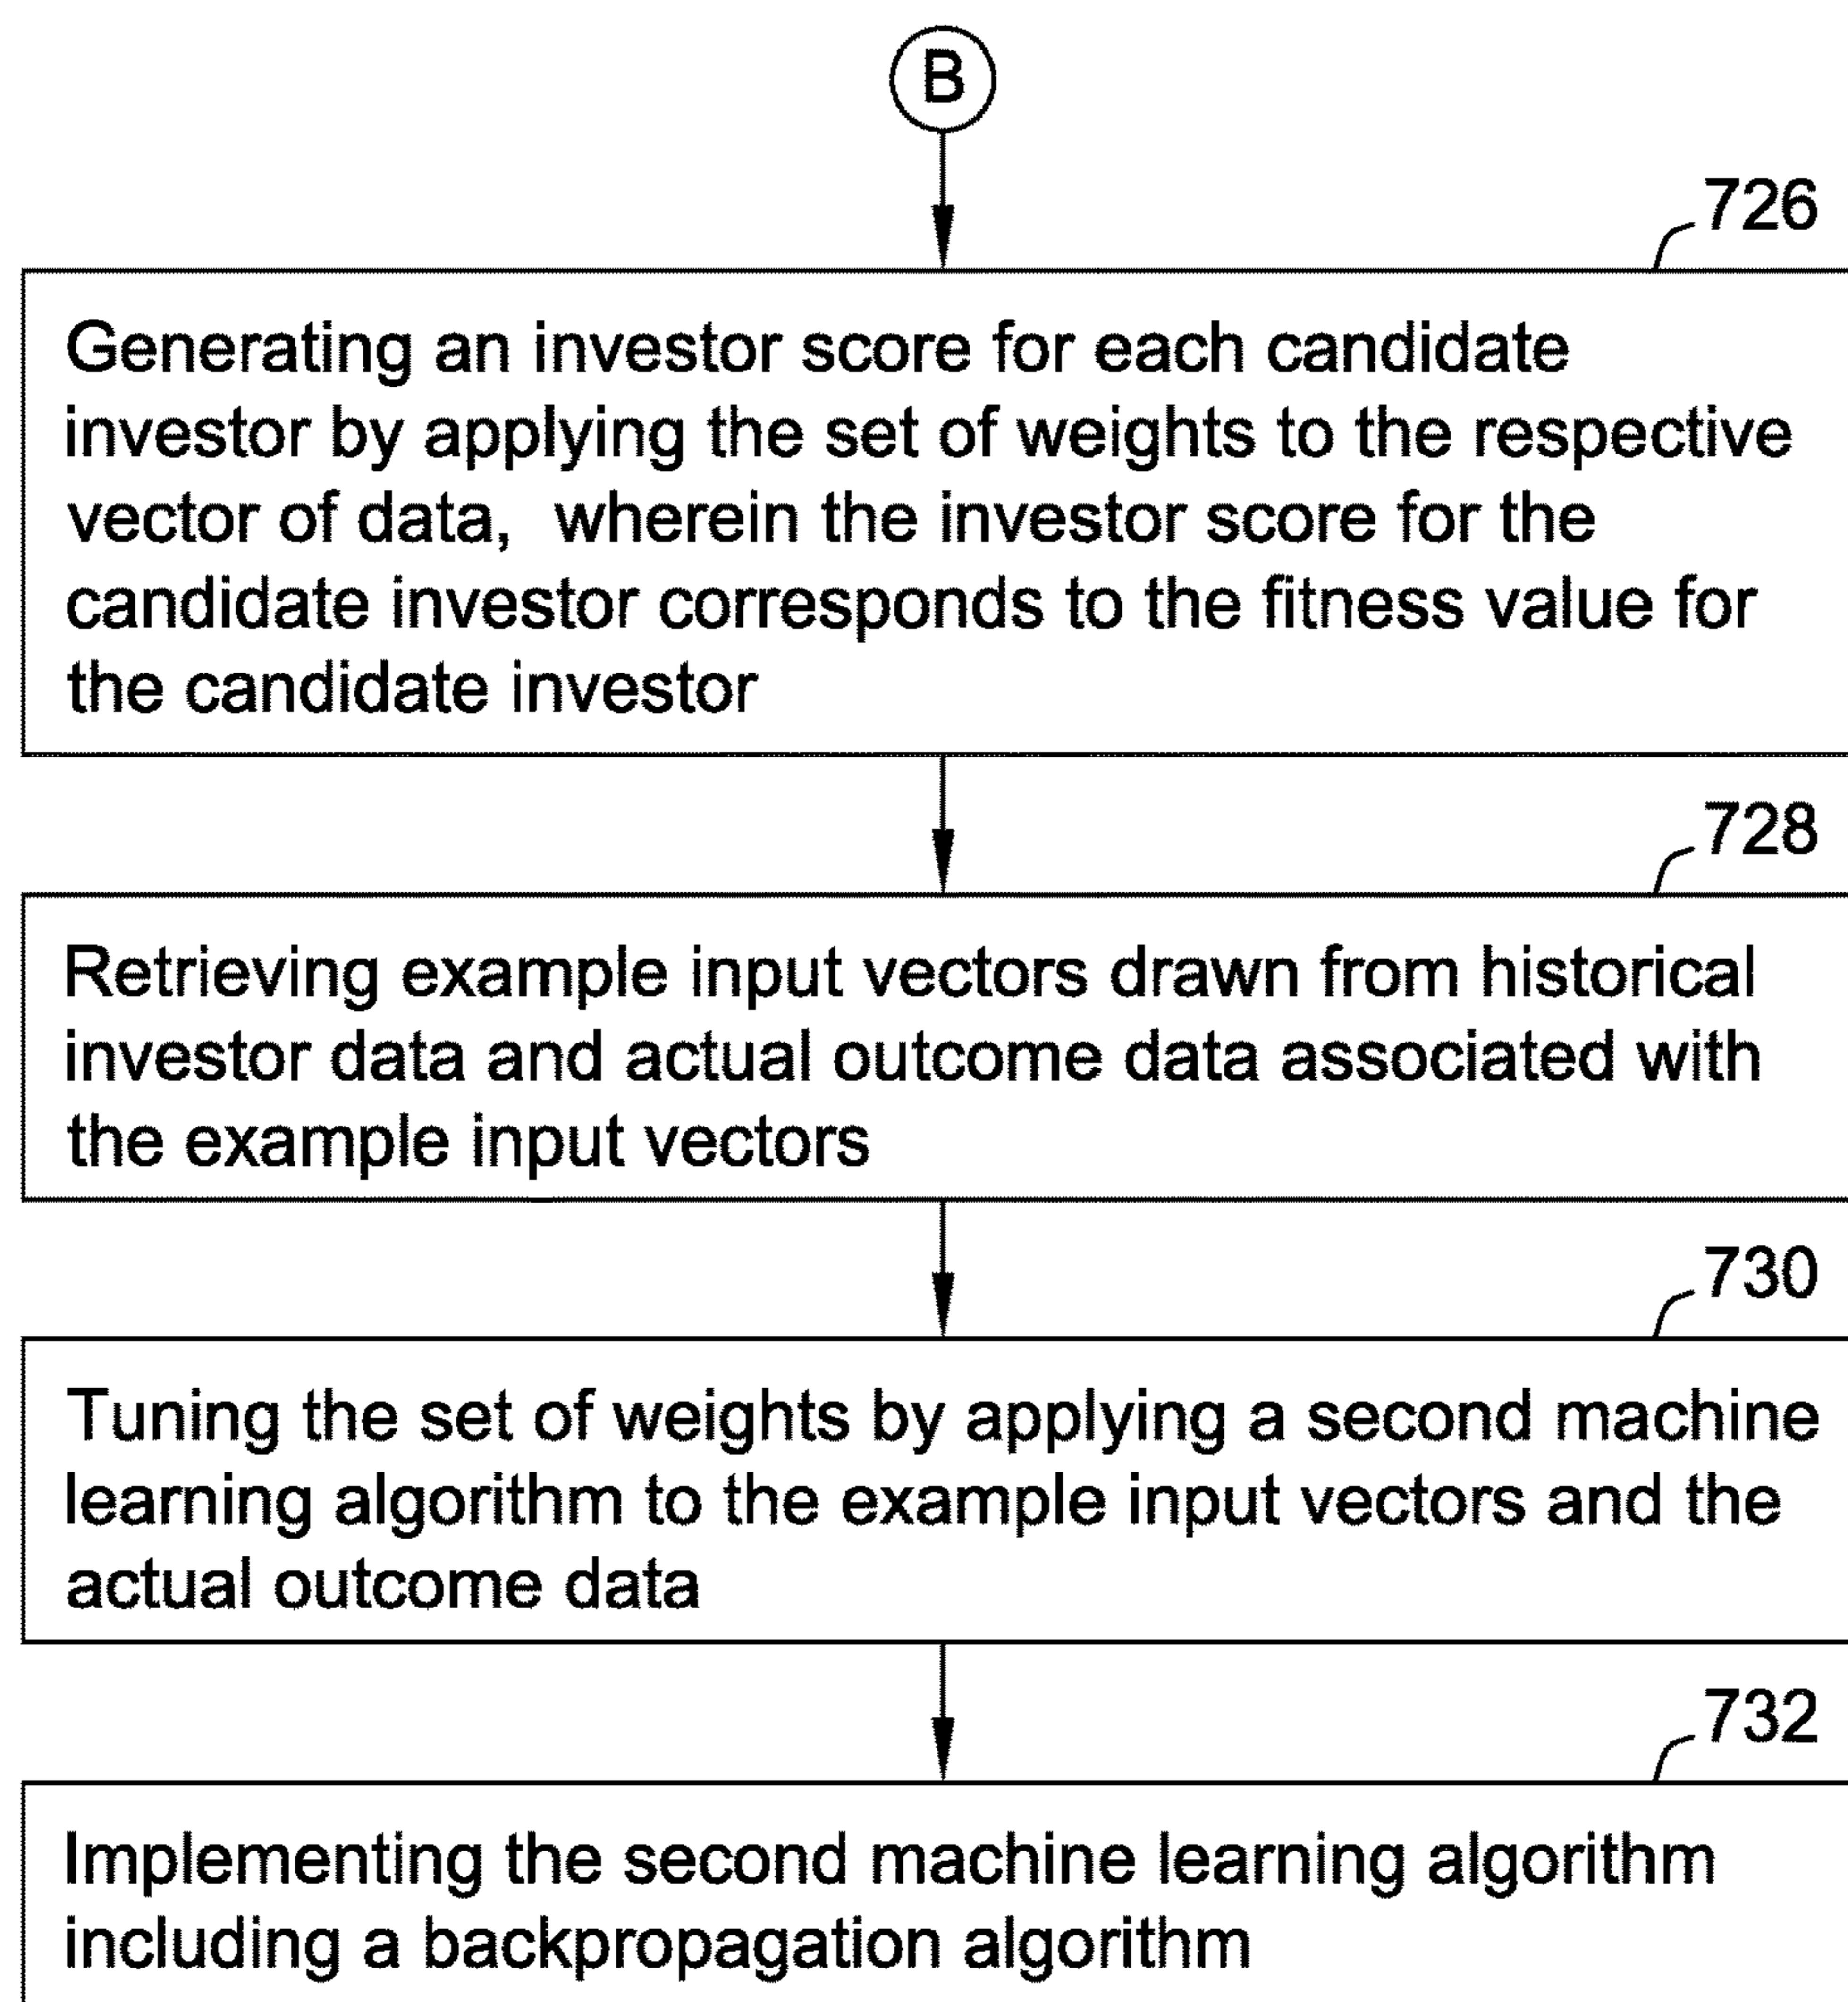 B
726
Generating an investor score for each candidate
investor by applying the set of weights to the respective
vector of data, wherein the investor score for the
candidate investor corresponds to the fitness value for
the candidate investor
728
Retrieving example input vectors drawn from historical
investor data and actual outcome data associated with
the example input vectors
730
Tuning the set of weights by applying a second machine
learning algorithm to the example input vectors and the
actual outcome data
732
Implementing the second machine learning algorithm
including a backpropagation algorithm